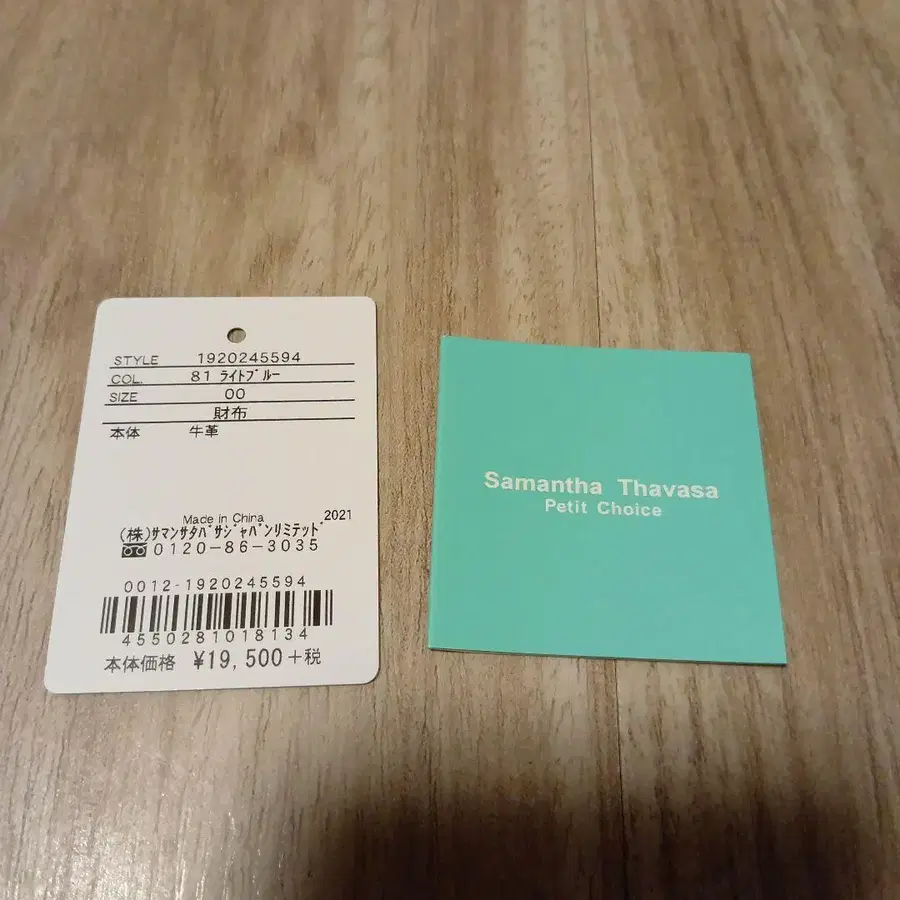 STYLE 1920245594
COL. 81 ライトブルー
SIZE 00
財布
本体 牛革
Made in China 2021
(株)サマンサタバサジャパンリミテッド
0120-86-3035
0012-1920245594
4550281018134
本体価格 ¥19,500+税
Samantha Thavasa
Petit Choice